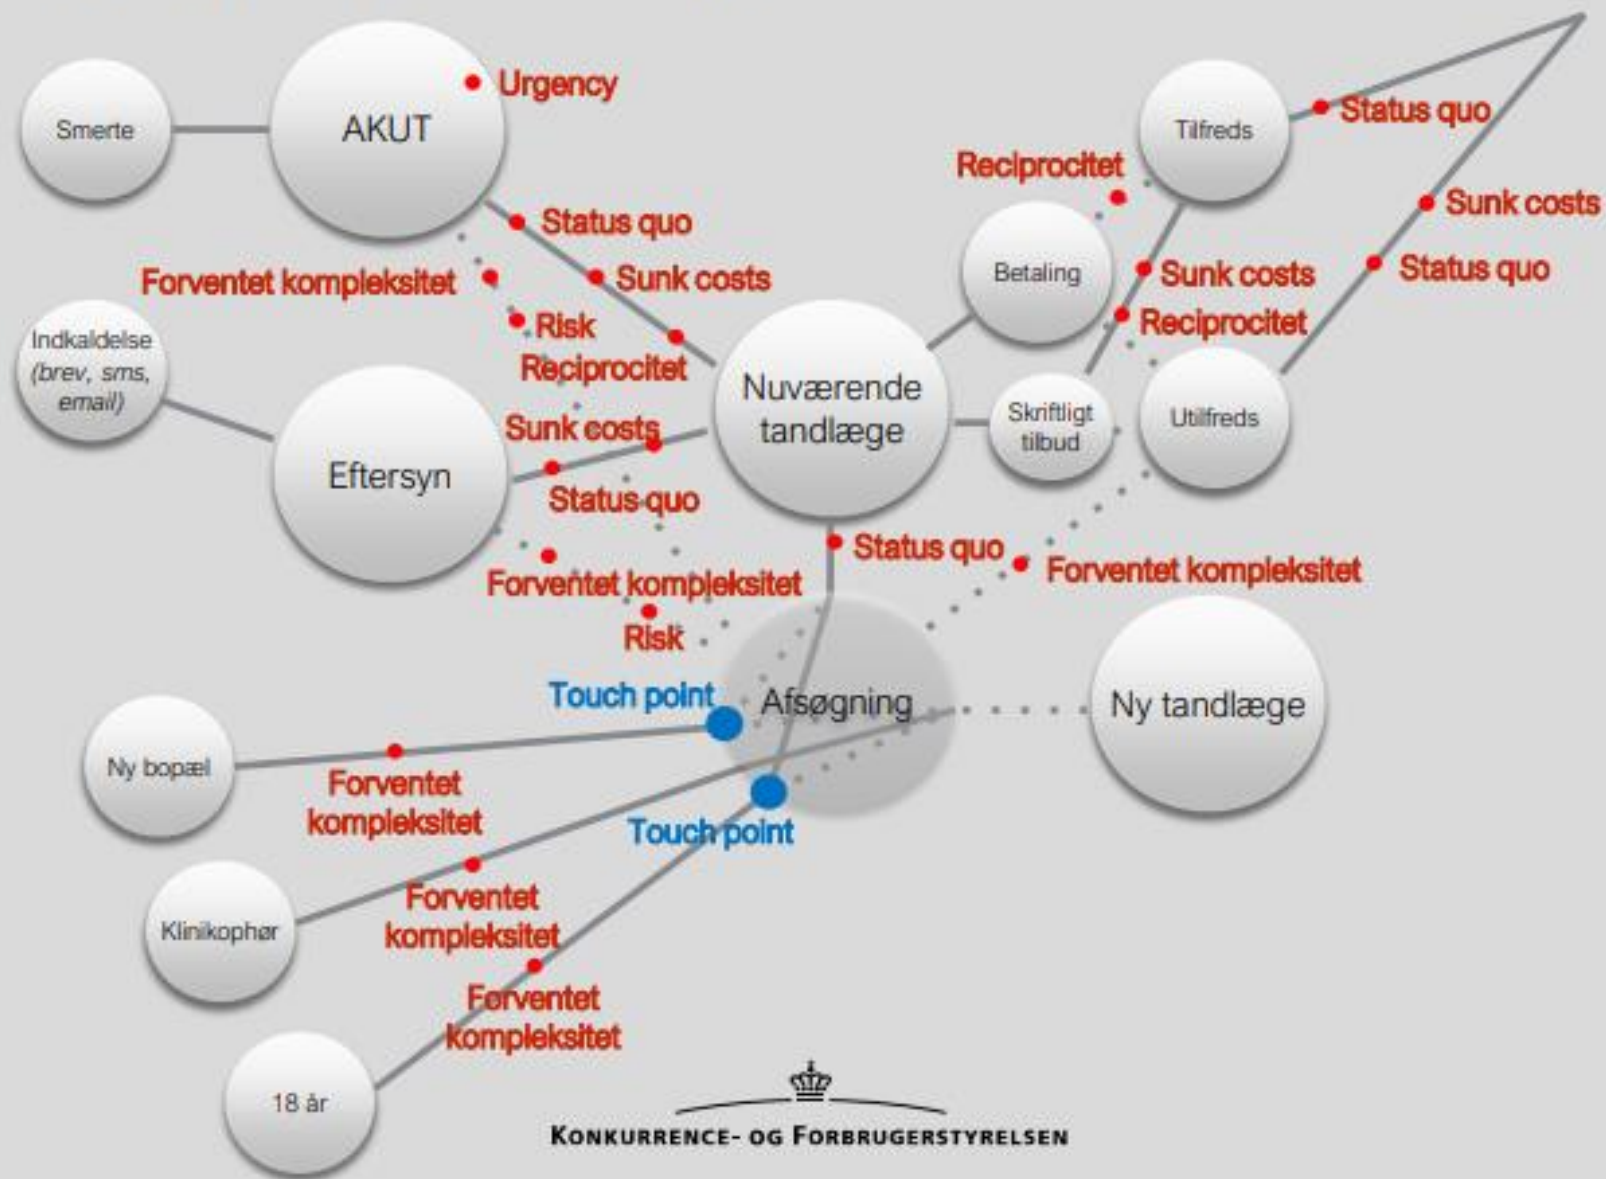 Urgency
Smerte
AKUT
Tilfreds
Status quo
Reciprocitet
Sunk costs
Status quo
Forventet kompleksitet
Sunk costs
Betaling
Sunk costs
Status quo
Risk
Reciprocitet
Reciprocitet
Indkaldelse
(brev, sms,
email)
Nuværende
tandlæge
Skriftligt
tilbud
Utilfreds
Sunk costs
Eftersyn
Status quo
Status quo
Forventet kompleksitet
Forventet kompleksitet
Risk
Touch point
Afsøgning
Ny tandlæge
Ny bopæl
Forventet
kompleksitet
Touch point
Forventet
kompleksitet
Klinikophør
Forventet
kompleksitet
18 år
KONKURRENCE- OG FORBRUGERSTYRELSEN